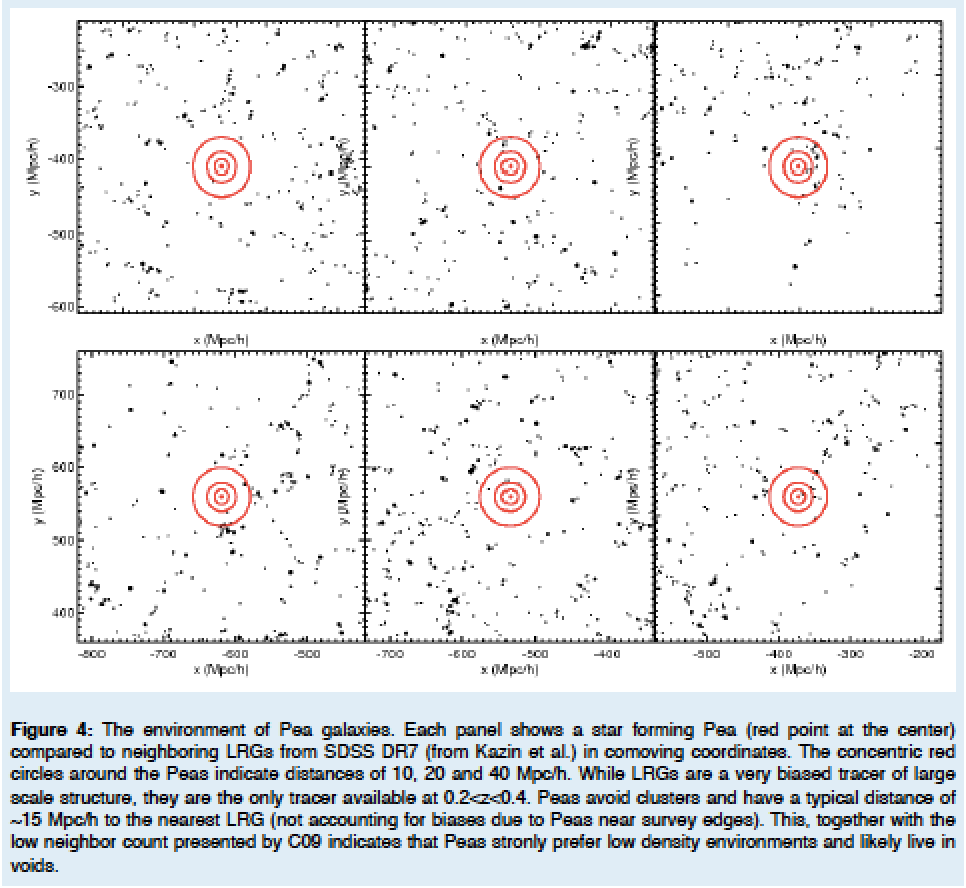 -300
-400
-500
-600
y (Mpc/h)
y (Mpc/h)
y (Mpc/h)
x (Mpc/h)
x (Mpc/h)
x (Mpc/h)
700
600
500
400
y (Mpc/h)
y (Mpc/h)
y (Mpc/h)
-800 -700 -600 -500 -700 -600 -500 -400 -500 -400 -300 -200
x (Mpc/h)
x (Mpc/h)
x (Mpc/h)
Figure 4: The environment of Pea galaxies. Each panel shows a star forming Pea (red point at the center)
compared to neighboring LRGs from SDSS DR7 (from Kazin et al.) in comoving coordinates. The concentric red
circles around the Peas indicate distances of 10, 20 and 40 Mpc/h. While LRGs are a very biased tracer of large
scale structure, they are the only tracer available at 0.2<z<0.4. Peas avoid clusters and have a typical distance of
~15 Mpc/h to the nearest LRG (not accounting for biases due to Peas near survey edges). This, together with the
low neighbor count presented by C09 indicates that Peas stronly prefer low density environments and likely live in
voids.